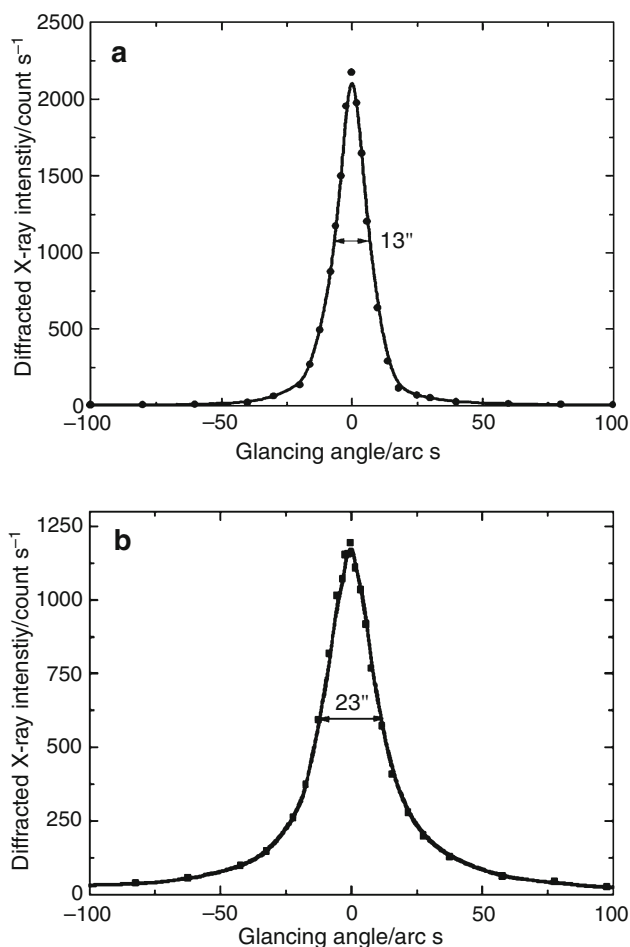 a
Diffracted X-ray intenstiy/count s⁻¹
2500
2000
1500
1000
500
0
13"
−100 −50 0 50 100
Glancing angle/arc s
b
Diffracted X-ray intenstiy/count s⁻¹
1250
1000
750
500
250
0
23"
−100 −50 0 50 100
Glancing angle/arc s